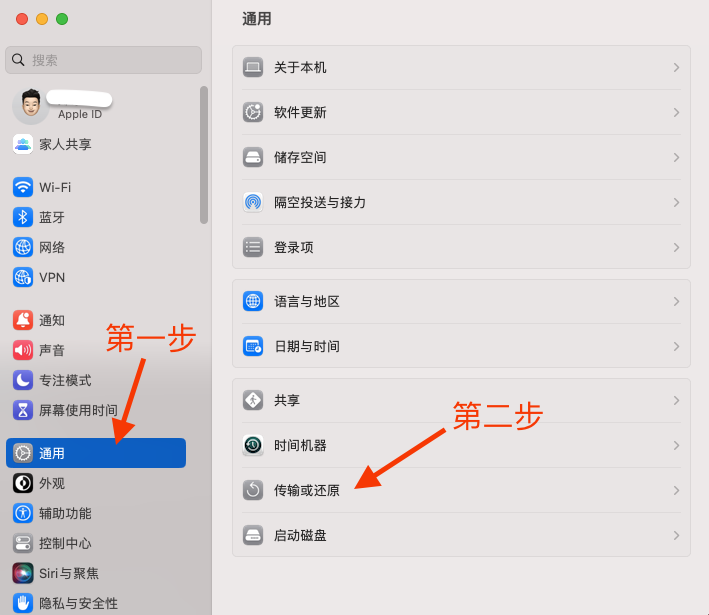 通用
搜索
Apple ID
家人共享
Wi-Fi
蓝牙
网络
VPN
通知
声音
专注模式
屏幕使用时间
通用
外观
辅助功能
控制中心
Siri与聚焦
隐私与安全性
第一步
关于本机
软件更新
储存空间
隔空投送与接力
登录项
语言与地区
日期与时间
共享
时间机器
传输或还原
启动磁盘
第二步